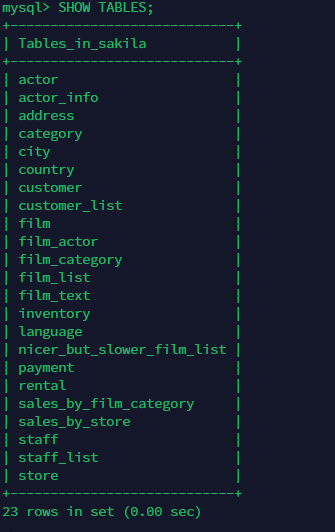 mysql> SHOW TABLES;
+----------------------------+
| Tables_in_sakila           |
+----------------------------+
| actor                      |
| actor_info                 |
| address                    |
| category                   |
| city                       |
| country                    |
| customer                   |
| customer_list              |
| film                       |
| film_actor                 |
| film_category              |
| film_list                  |
| film_text                  |
| inventory                  |
| language                   |
| nicer_but_slower_film_list |
| payment                    |
| rental                     |
| sales_by_film_category     |
| sales_by_store             |
| staff                      |
| staff_list                 |
| store                      |
+----------------------------+
23 rows in set (0.00 sec)